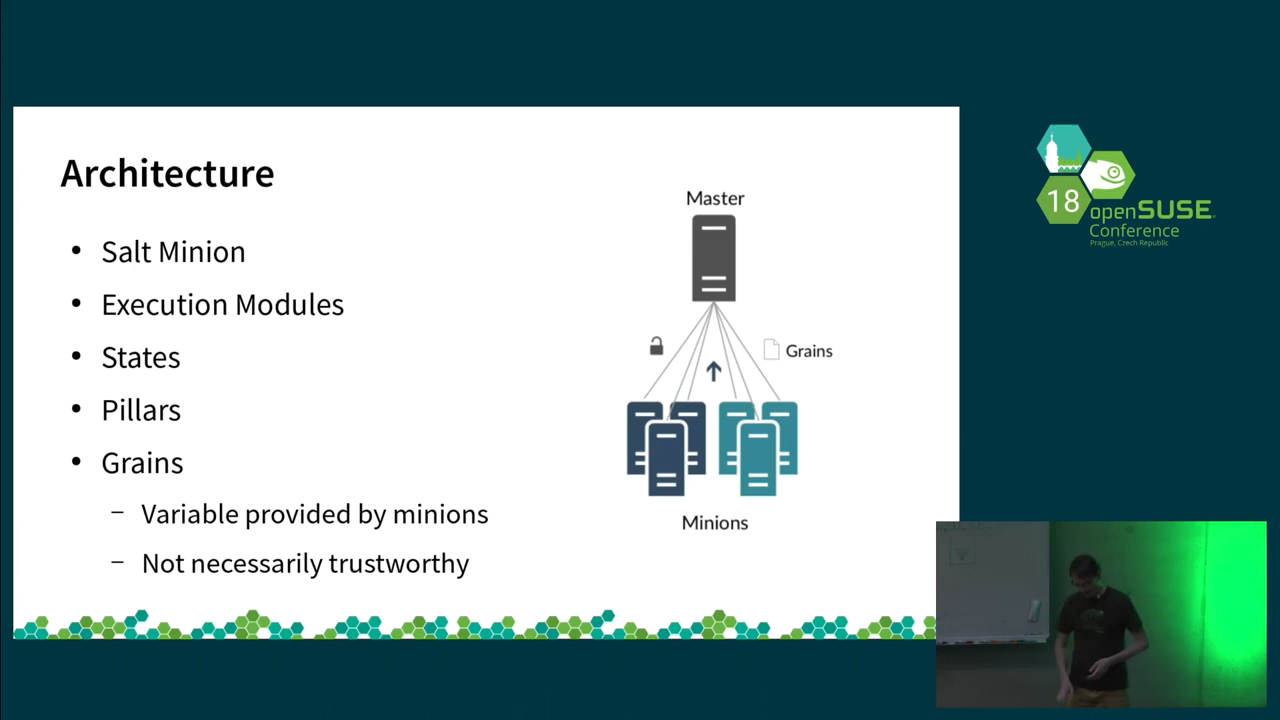 Architecture
• Salt Minion
• Execution Modules
• States
• Pillars
• Grains
– Variable provided by minions
– Not necessarily trustworthy
Master
Grains
Minions
18
openSUSE
Conference
Prague, Czech Republic